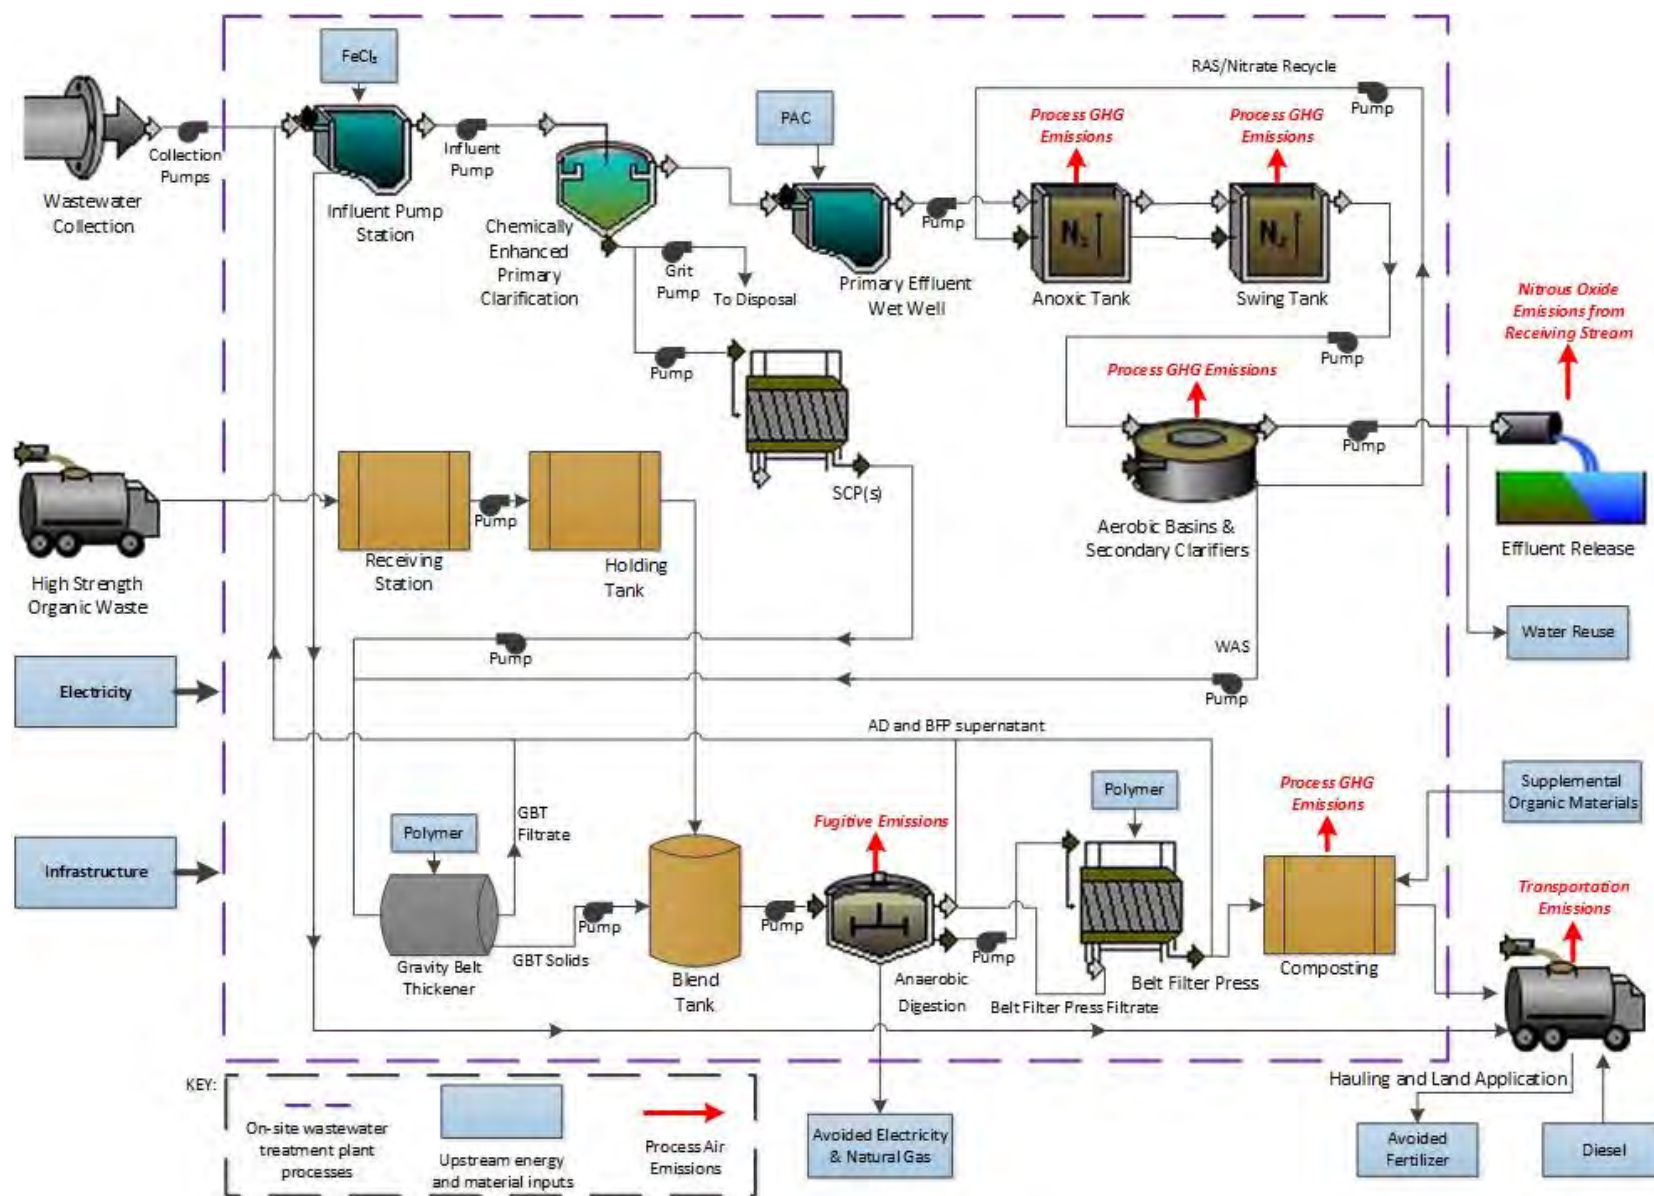 FeCl₃
RAS/Nitrate Recycle
Pump
Process GHG
Emissions
Process GHG
Emissions
PAC
Collection
Pumps
Influent
Pump
Wastewater
Collection
Influent Pump
Station
Chemically
Enhanced
Primary
Clarification
Grit
Pump
To Disposal
Pump
Primary Effluent
Wet Well
N₂
Anoxic Tank
N₂
Swing Tank
Nitrous Oxide
Emissions from
Receiving Stream
Pump
Pump
Process GHG Emissions
Pump
SCP(s)
Pump
Receiving
Station
Holding
Tank
Aerobic Basins &
Secondary Clarifiers
Effluent Release
High Strength
Organic Waste
Water Reuse
Pump
WAS
Pump
Electricity
AD and BFP supernatant
Supplemental
Organic Materials
Process GHG
Emissions
Polymer
GBT
Filtrate
Polymer
Fugitive Emissions
Infrastructure
Transportation
Emissions
Pump
Pump
Pump
GBT Solids
Gravity Belt
Thickener
Blend
Tank
Anaerobic
Digestion
Belt Filter Press
Belt Filter Press Filtrate
Composting
Hauling and Land Application
KEY:
On-site wastewater
treatment plant
processes
Upstream energy
and material inputs
Process Air
Emissions
Avoided Electricity
& Natural Gas
Avoided
Fertilizer
Diesel